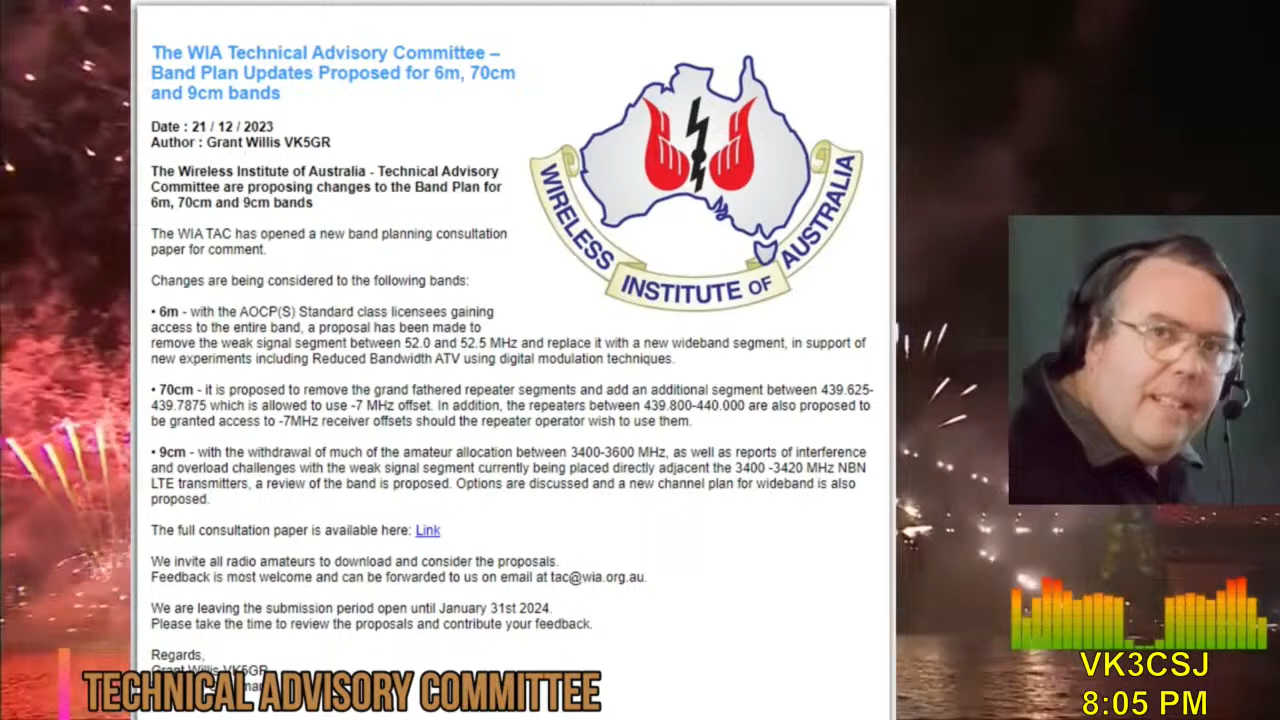 The WIA Technical Advisory Committee –
Band Plan Updates Proposed for 6m, 70cm
and 9cm bands
Date : 21 / 12 / 2023
Author : Grant Willis VK5GR
The Wireless Institute of Australia - Technical Advisory
Committee are proposing changes to the Band Plan for
6m, 70cm and 9cm bands
The WIA TAC has opened a new band planning consultation
paper for comment.
Changes are being considered to the following bands:
• 6m - with the AOCP(S) Standard class licensees gaining
access to the entire band, a proposal has been made to
remove the weak signal segment between 52.0 and 52.5 MHz and replace it with a new wideband segment, in support of
new experiments including Reduced Bandwidth ATV using digital modulation techniques.
• 70cm - it is proposed to remove the grand fathered repeater segments and add an additional segment between 439.625-
439.7875 which is allowed to use -7 MHz offset. In addition, the repeaters between 439.800-440.000 are also proposed to
be granted access to -7MHz receiver offsets should the repeater operator wish to use them.
• 9cm - with the withdrawal of much of the amateur allocation between 3400-3600 MHz, as well as reports of interference
and overload challenges with the weak signal segment currently being placed directly adjacent the 3400 -3420 MHz NBN
LTE transmitters, a review of the band is proposed. Options are discussed and a new channel plan for wideband is also
proposed.
The full consultation paper is available here: Link
We invite all radio amateurs to download and consider the proposals.
Feedback is most welcome and can be forwarded to us on email at tac@wia.org.au.
We are leaving the submission period open until January 31st 2024.
Please take the time to review the proposals and contribute your feedback.
Regards,
Grant Willis VK5GR
TECHNICAL ADVISORY COMMITTEE
WIRELESS
INSTITUTE OF
AUSTRALIA
VK3CSJ
8:05 PM